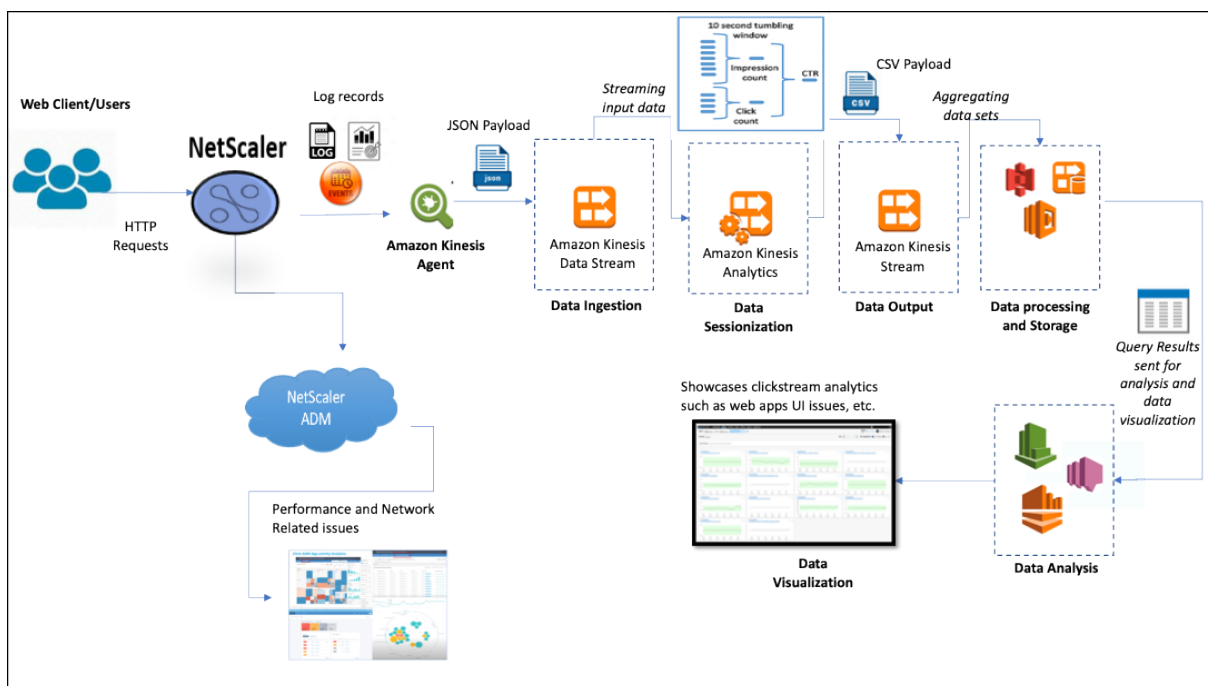 Web Client/Users
HTTP
Requests
NetScaler
Log records
LOG
EVENTS
Amazon Kinesis
Agent
JSON Payload
json
Streaming
input data
Amazon Kinesis
Data Stream
Data Ingestion
10 second tumbling
window
Impression
count
CTR
Click
count
Amazon Kinesis
Analytics
Data
Sessionization
CSV Payload
CSV
Amazon Kinesis
Stream
Data Output
Aggregating
data sets
Data processing
and Storage
Query Results
sent for
analysis and
data
visualization
Data Analysis
Showcases clickstream analytics
such as web apps UI issues, etc.
Data
Visualization
NetScaler
ADM
Performance and Network
Related issues